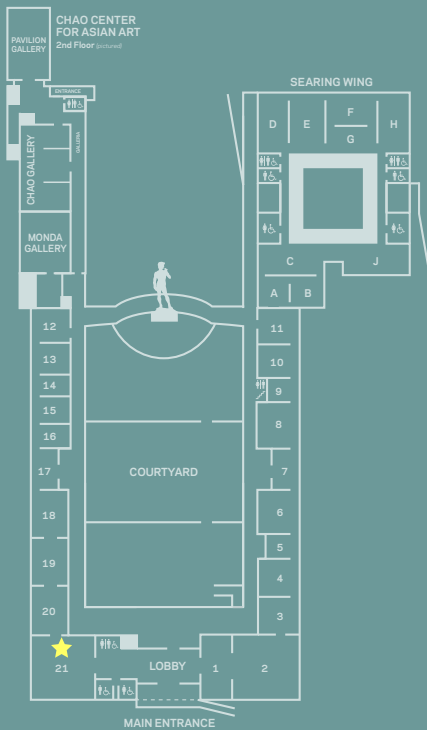 CHAO CENTER
FOR ASIAN ART
2nd Floor (pictured)
PAVILION
GALLERY
ENTRANCE
GALLERIA
CHAO GALLERY
MONDA
GALLERY
SEARING WING
D
E
F
G
H
C
J
A
B
12
13
14
15
16
17
18
19
20
21
11
10
9
8
7
6
5
4
3
2
1
COURTYARD
LOBBY
MAIN ENTRANCE